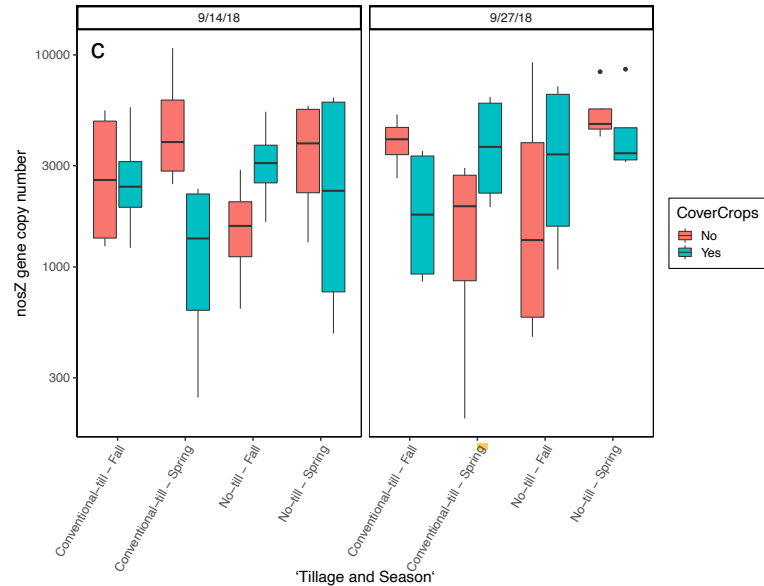 9/14/18
9/27/18
C
10000
3000
1000
300
nosZ gene copy number
Conventional−till − Fall
Conventional−till − Spring
No−till − Fall
No−till − Spring
Conventional−till − Fall
Conventional−till − Spring
No−till − Fall
No−till − Spring
'Tillage and Season'
CoverCrops
No
Yes